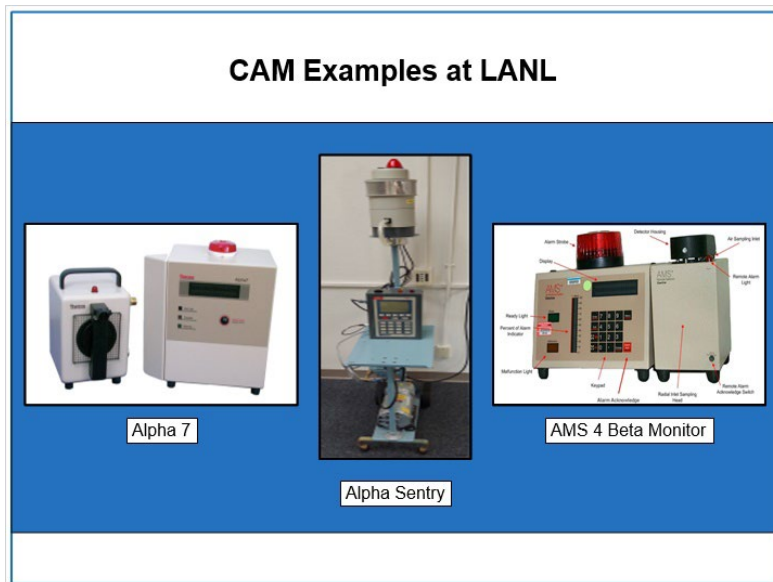 CAM Examples at LANL
Alarm Strobe
Display
Detector Housing
Air Sampling Inlet
AMS
Remote Alarm
Light
Ready Light
Percent of Alarm
Indicator
Malfunction Light
Keypad
Alarm Acknowledge
Radial Inlet Sampling
Head
Remote Alarm
Acknowledge Switch
Alpha 7
Alpha Sentry
AMS 4 Beta Monitor